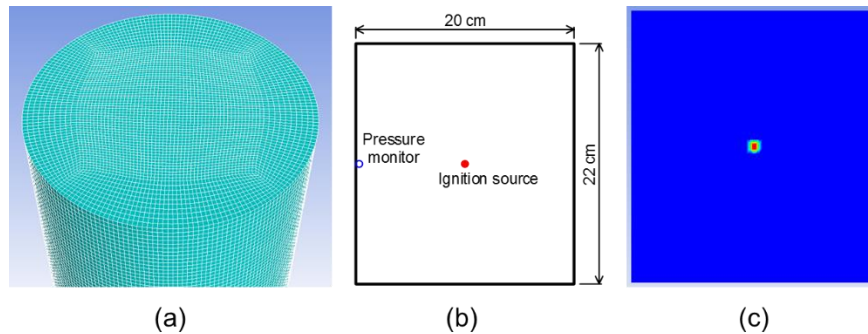 20 cm
Pressure
monitor
Ignition source
22 cm
(a)
(b)
(c)